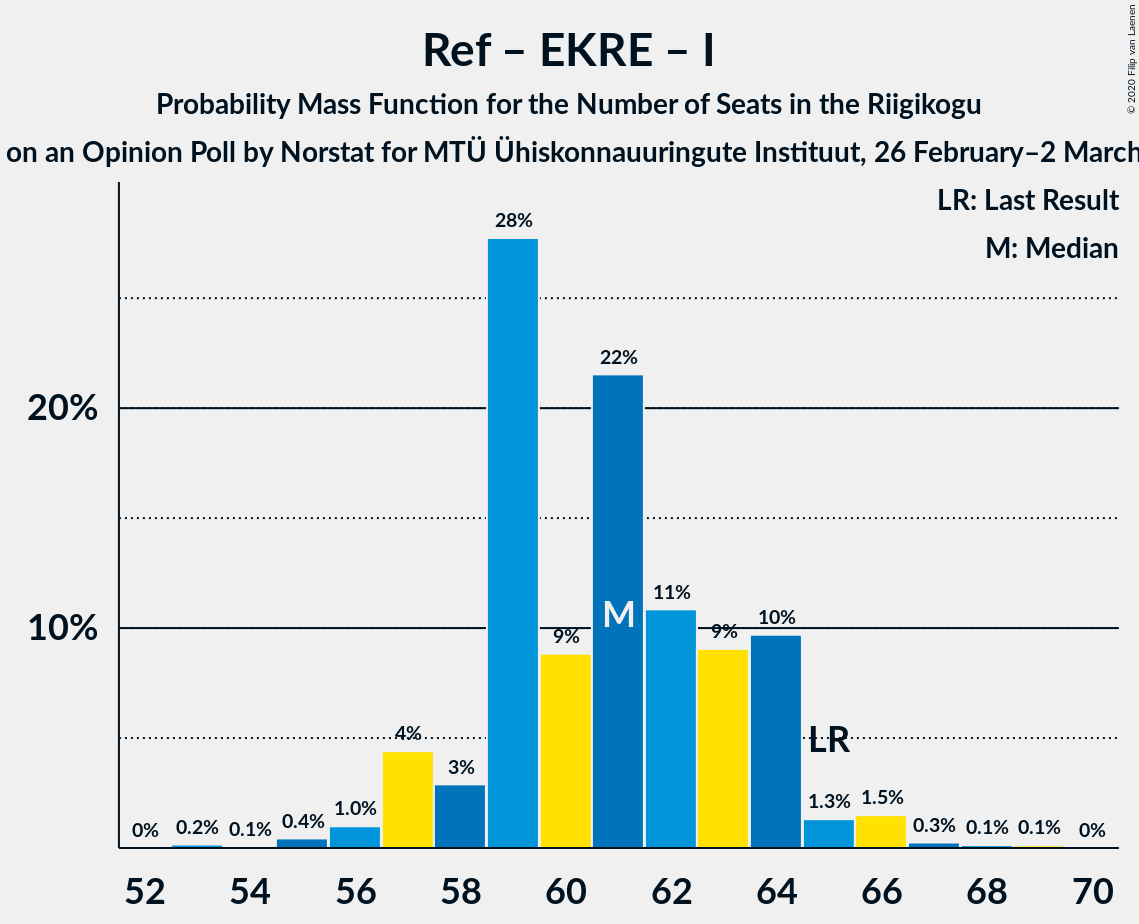 Ref – EKRE – I
Probability Mass Function for the Number of Seats in the Riigikogu
on an Opinion Poll by Norstat for MTÜ Ühiskonnauuringute Instituut, 26 February–2 March
© 2020 Filip van Laenen
LR: Last Result
M: Median
28%
22%
20%
11%
10%
9%
9%
10%
M
4%
3%
LR
0%
0.2%
0.1%
0.4%
1.0%
1.3%
1.5%
0.3%
0.1%
0.1%
0%
52 54 56 58 60 62 64 66 68 70